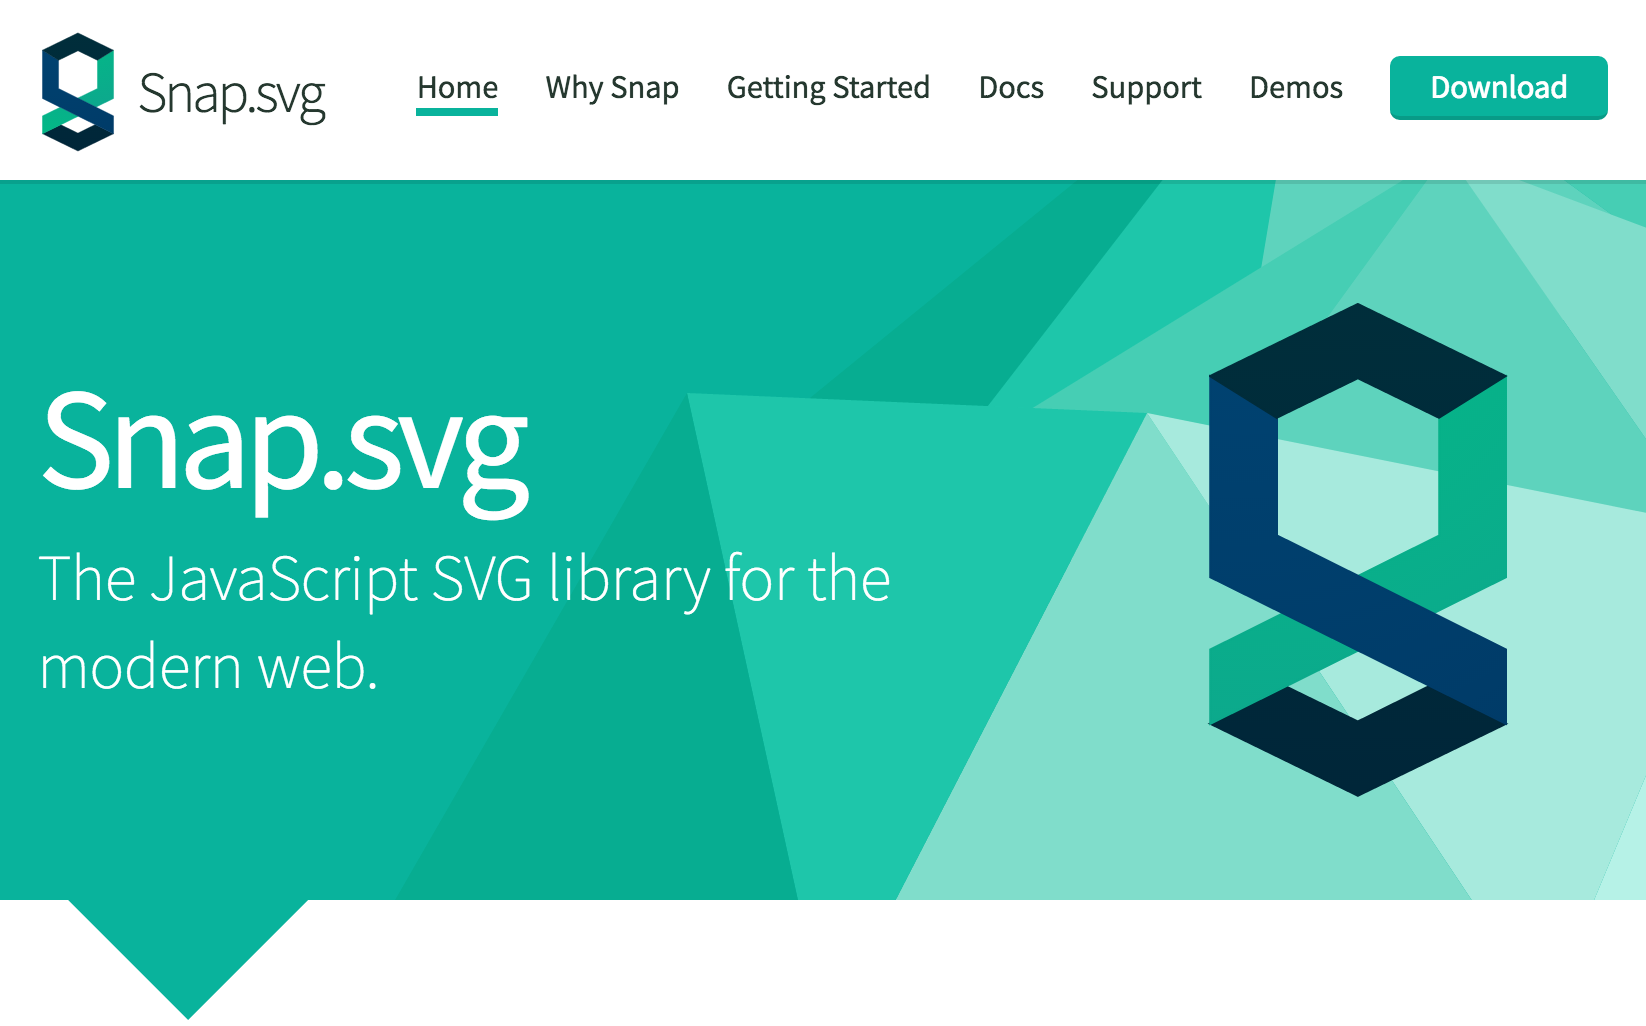 Snap.svg
Home Why Snap Getting Started Docs Support Demos Download
Snap.svg
The JavaScript SVG library for the
modern web.